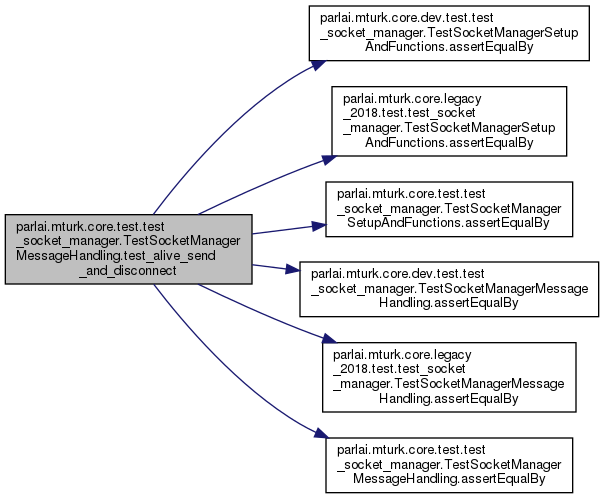 parlai.mturk.core.dev.test.test
_socket_manager.TestSocketManagerSetup
AndFunctions.assertEqualBy
parlai.mturk.core.legacy
_2018.test.test_socket
_manager.TestSocketManagerSetup
AndFunctions.assertEqualBy
parlai.mturk.core.test.test
_socket_manager.TestSocketManager
SetupAndFunctions.assertEqualBy
parlai.mturk.core.test.test
_socket_manager.TestSocketManager
MessageHandling.test_alive_send
_and_disconnect
parlai.mturk.core.dev.test.test
_socket_manager.TestSocketManagerMessage
Handling.assertEqualBy
parlai.mturk.core.legacy
_2018.test.test_socket
_manager.TestSocketManagerMessage
Handling.assertEqualBy
parlai.mturk.core.test.test
_socket_manager.TestSocketManager
MessageHandling.assertEqualBy